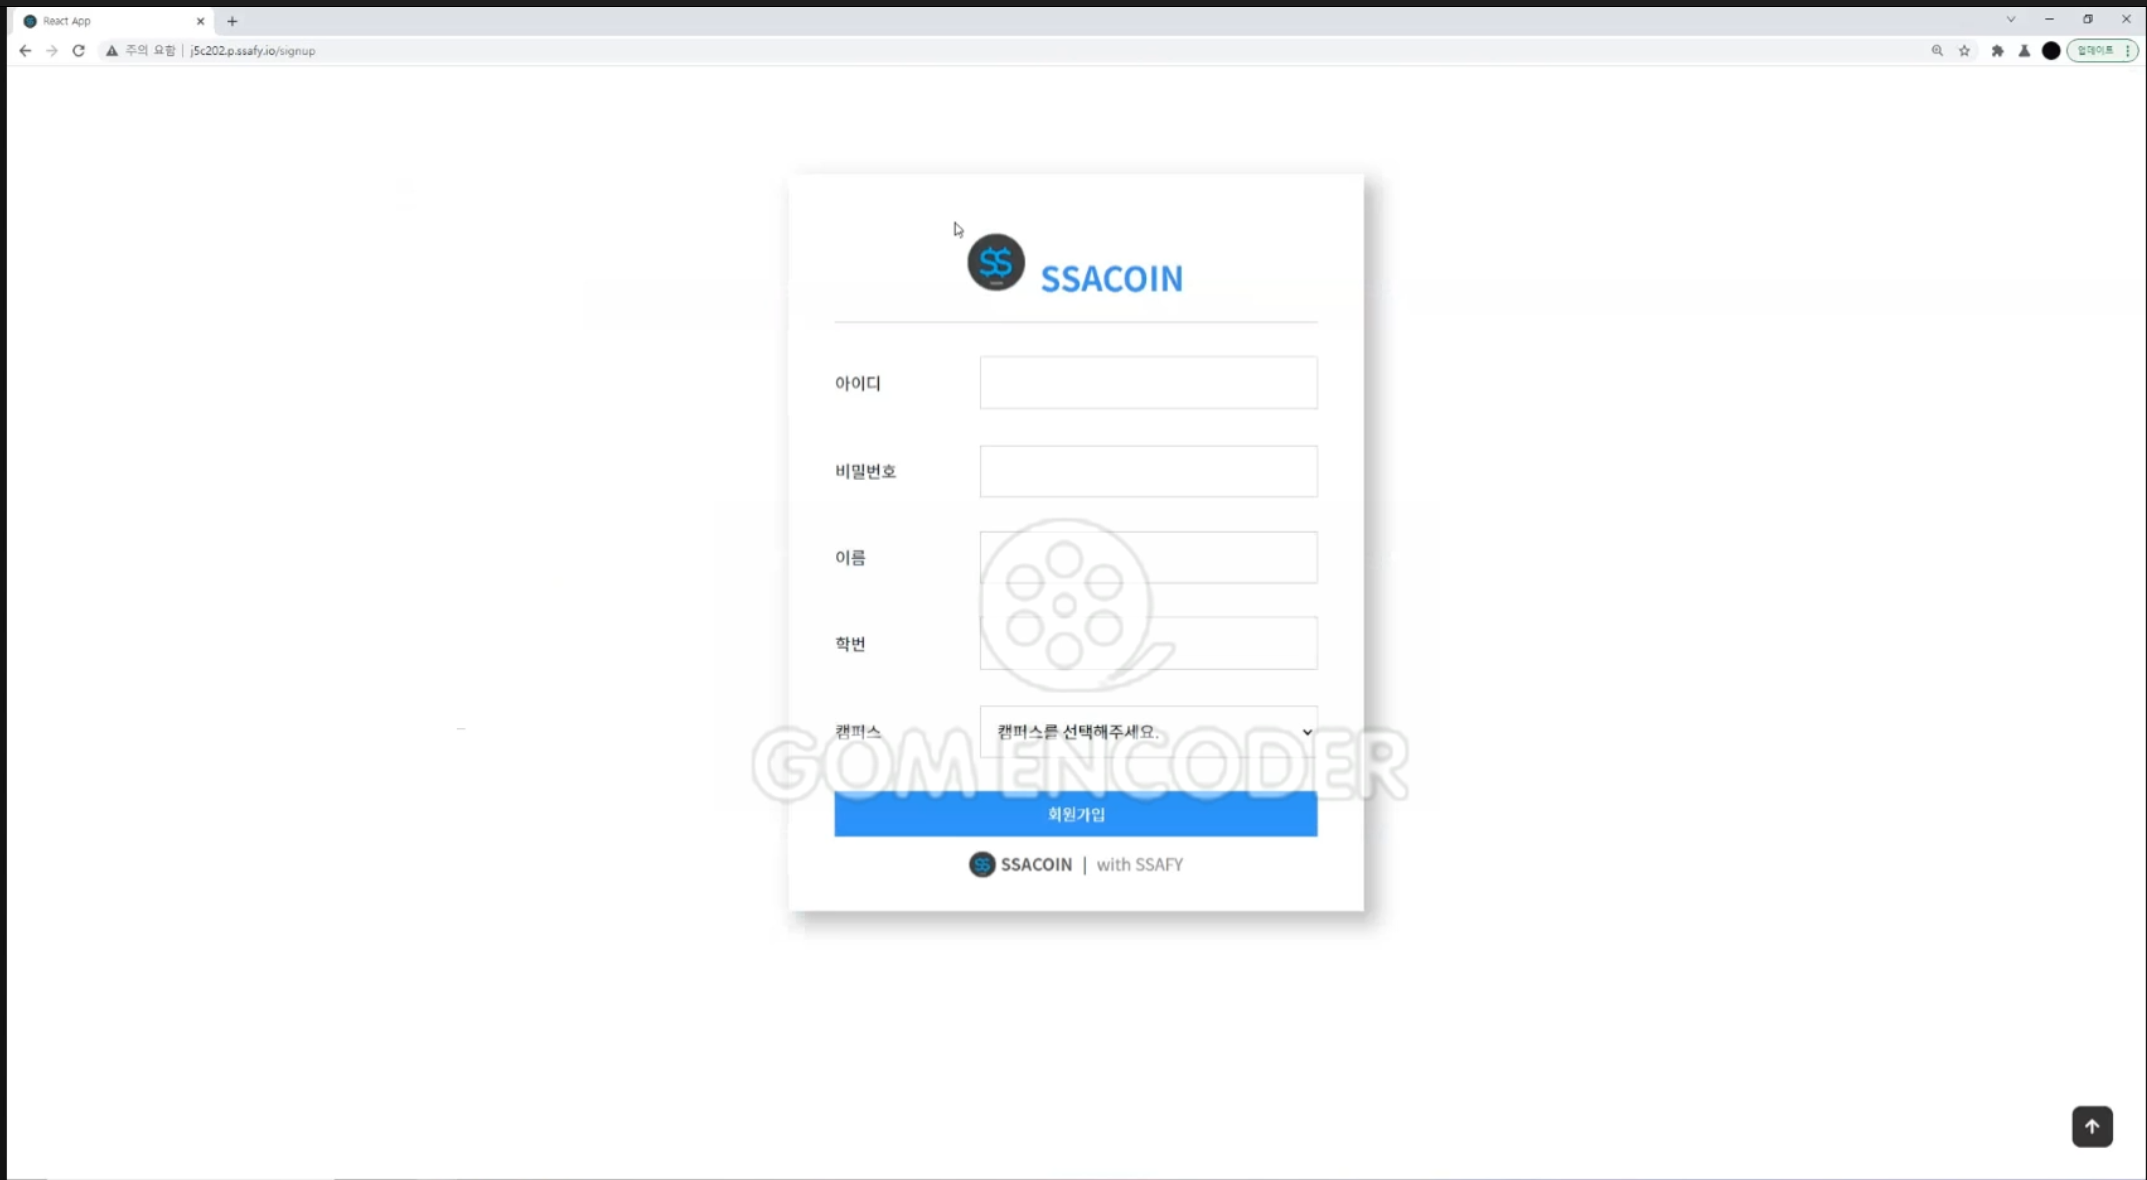 React App
주의 요함 | j5c202.p.ssafy.io/signup
업데이트
SSACOIN
아이디
비밀번호
이름
학번
캠퍼스
캠퍼스를 선택해주세요.
GOM ENCODER
회원가입
SSACOIN | with SSAFY